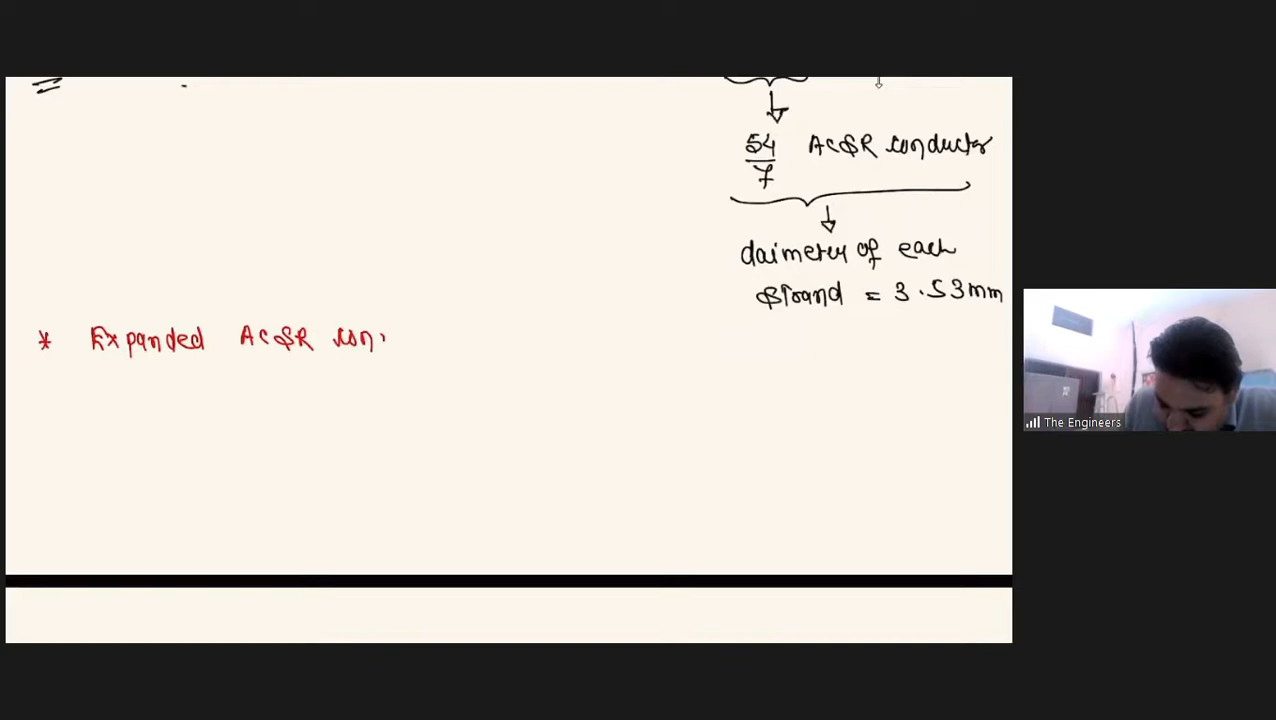 54
7
ACSR conductor
daimeter of each
strand = 3.53mm
* Expanded ACSR con
The Engineers